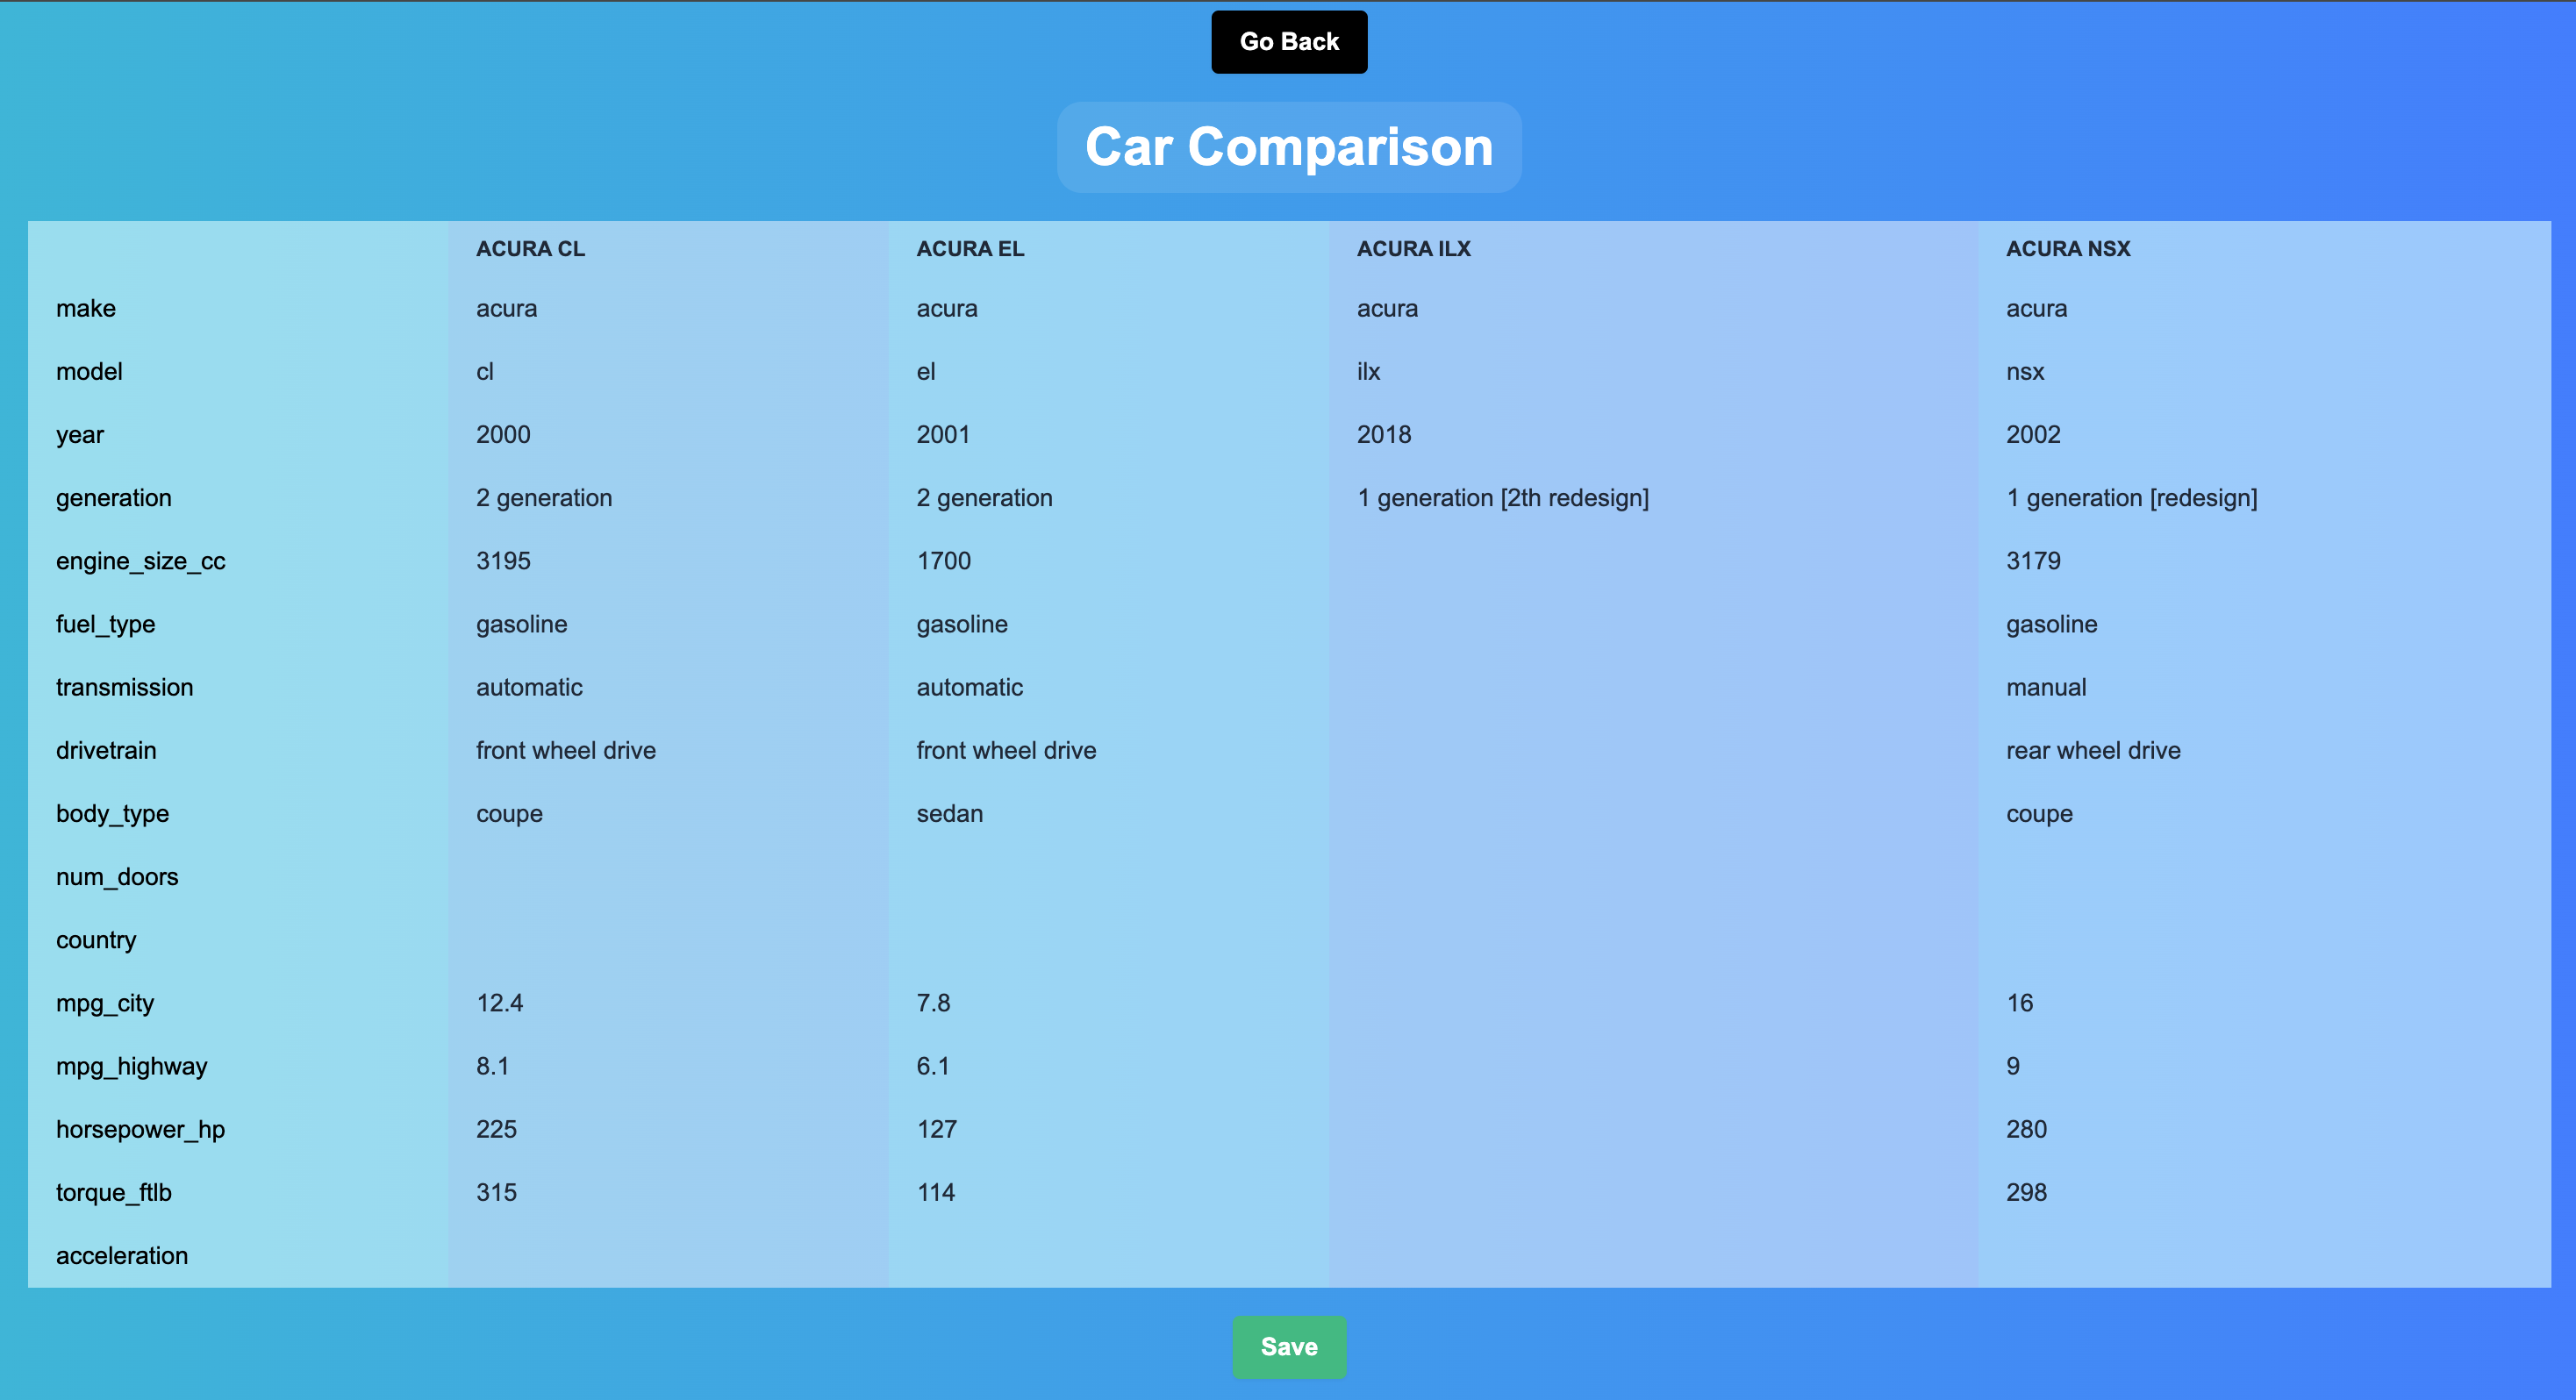 Go Back
Car Comparison
ACURA CL ACURA EL ACURA ILX ACURA NSX
make acura acura acura acura
model cl el ilx nsx
year 2000 2001 2018 2002
generation 2 generation 2 generation 1 generation [2th redesign] 1 generation [redesign]
engine_size_cc 3195 1700 3179
fuel_type gasoline gasoline gasoline
transmission automatic automatic manual
drivetrain front wheel drive front wheel drive rear wheel drive
body_type coupe sedan coupe
num_doors
country
mpg_city 12.4 7.8 16
mpg_highway 8.1 6.1 9
horsepower_hp 225 127 280
torque_ftlb 315 114 298
acceleration
Save